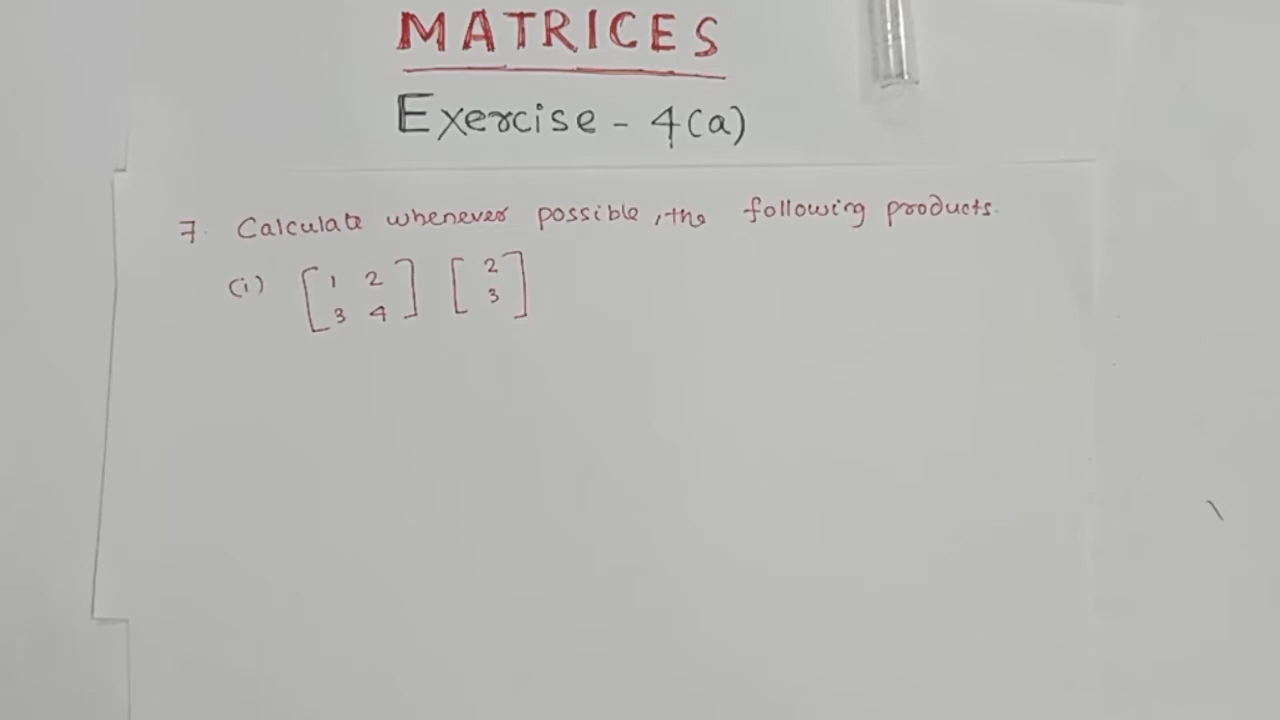 MATRICES
Exercise - 4(a)
7. Calculate whenever possible, the following products.
(i) [ 1 2 ] [ 2 ]
[ 3 4 ] [ 3 ]